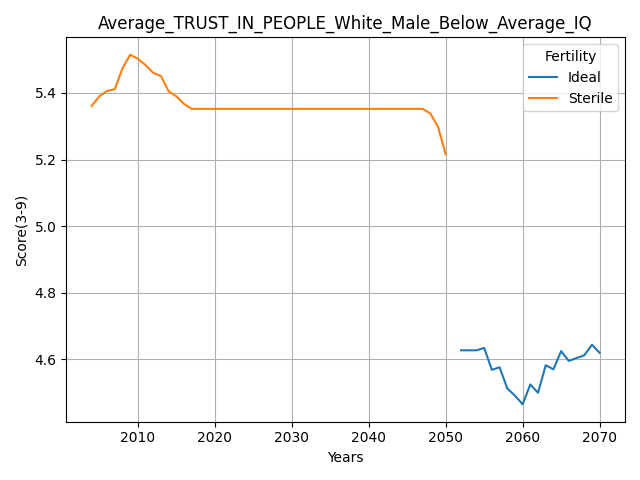 Average_TRUST_IN_PEOPLE_White_Male_Below_Average_IQ
Fertility
Ideal
Sterile
Score(3-9)
5.4
5.2
5.0
4.8
4.6
2010 2020 2030 2040 2050 2060 2070
Years